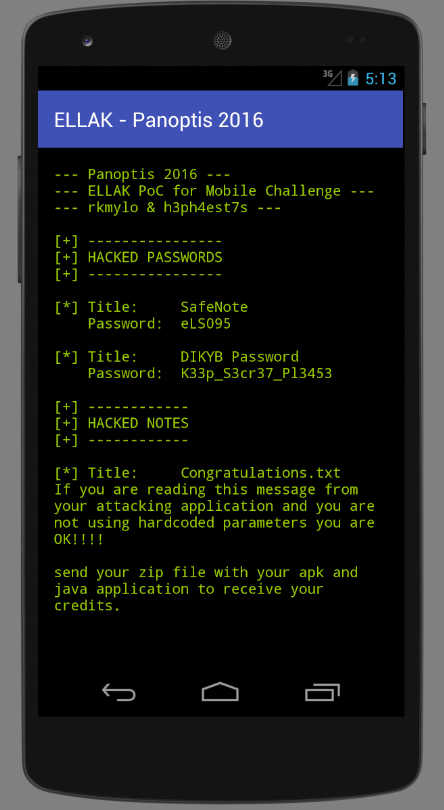 3G 5:13
ELLAK - Panoptis 2016
--- Panoptis 2016 ---
--- ELLAK PoC for Mobile Challenge ---
--- rkmylo & h3ph4est7s ---
[+] ----------------
[+] HACKED PASSWORDS
[+] ----------------
[*] Title: SafeNote
Password: eLS095
[*] Title: DIKYB Password
Password: K33p_S3cr37_Pl3453
[+] ------------
[+] HACKED NOTES
[+] ------------
[*] Title: Congratulations.txt
If you are reading this message from
your attacking application and you are
not using hardcoded parameters you are
OK!!!!
send your zip file with your apk and
java application to receive your
credits.